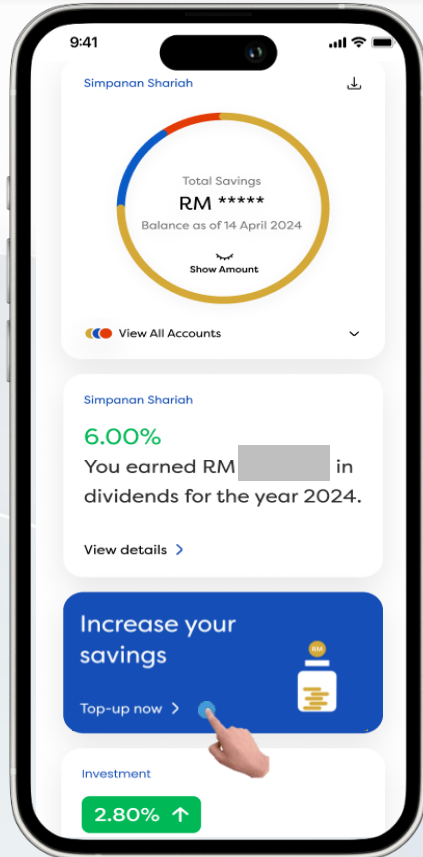 9:41
Simpanan Shariah
Total Savings
RM *****
Balance as of 14 April 2024
Show Amount
View All Accounts
Simpanan Shariah
6.00%
You earned RM in
dividends for the year 2024.
View details >
Increase your
savings
RM
Top-up now >
Investment
2.80% ↑